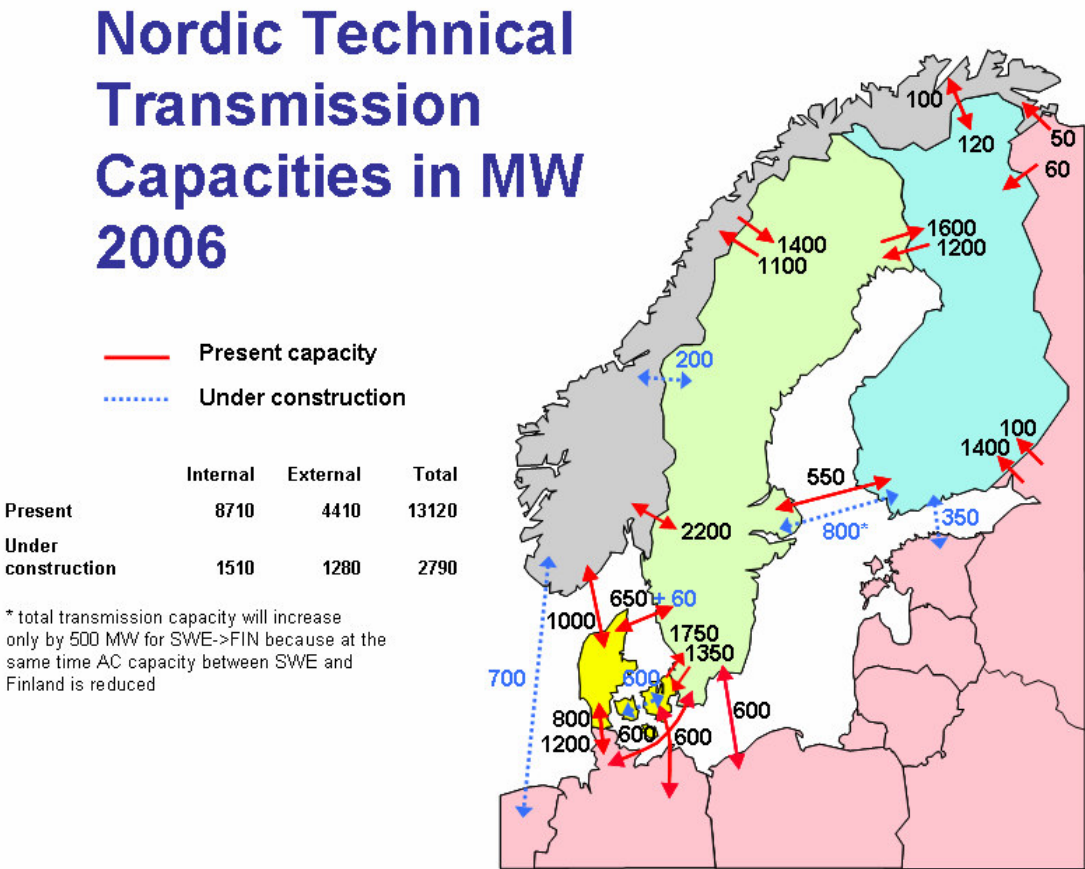 Nordic Technical
Transmission
Capacities in MW
2006
Present capacity
Under construction
Internal External Total
Present 8710 4410 13120
Under
construction 1510 1280 2790
* total transmission capacity will increase
only by 500 MW for SWE->FIN because at the
same time AC capacity between SWE and
Finland is reduced
100
120
50
60
1400
1100
1600
1200
200
100
1400
550
800*
350
2200
650 + 60
1000
1750
1350
700
600
800
1200
600
600
600